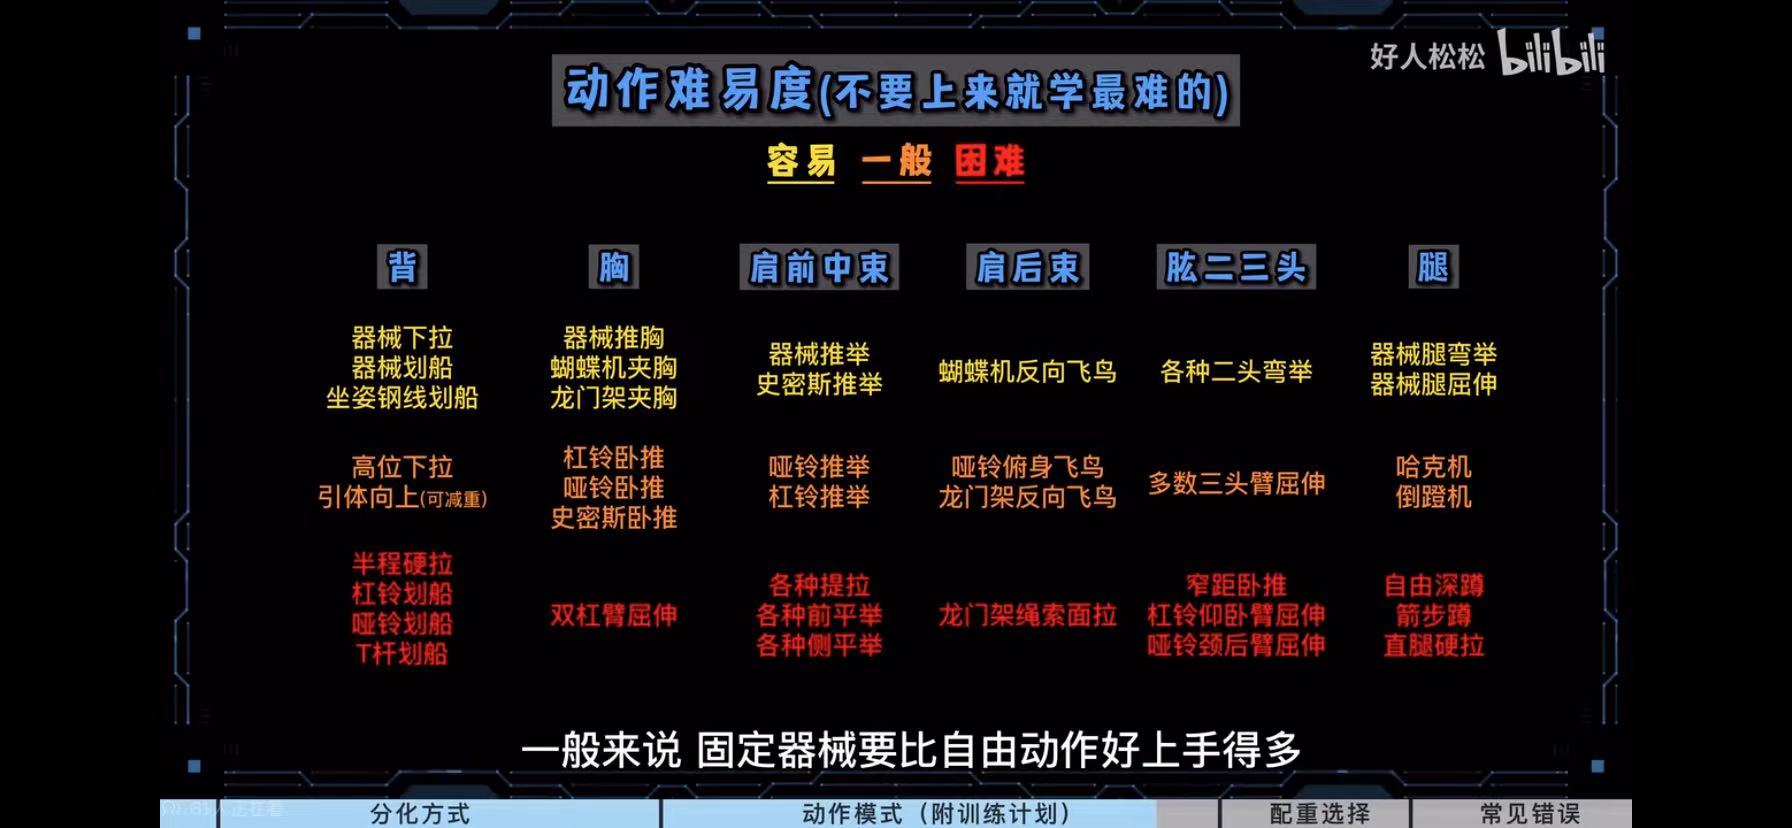 好人松松 bilibili
动作难易度(不要上来就学最难的)
容易 一般 困难
背 胸 肩前中束 肩后束 肱二三头 腿
器械下拉
器械划船
坐姿钢线划船
器械推胸
蝴蝶机夹胸
龙门架夹胸
器械推举
史密斯推举
蝴蝶机反向飞鸟
各种二头弯举
器械腿弯举
器械腿屈伸
高位下拉
引体向上(可减重)
杠铃卧推
哑铃卧推
史密斯卧推
哑铃推举
杠铃推举
哑铃俯身飞鸟
龙门架反向飞鸟
多数三头臂屈伸
哈克机
倒蹬机
半程硬拉
杠铃划船
哑铃划船
T杆划船
双杠臂屈伸
各种提拉
各种前平举
各种侧平举
龙门架绳索面拉
窄距卧推
杠铃仰卧臂屈伸
哑铃颈后臂屈伸
自由深蹲
箭步蹲
直腿硬拉
一般来说 固定器械要比自由动作好上手得多
分化方式 动作模式（附训练计划） 配重选择 常见错误